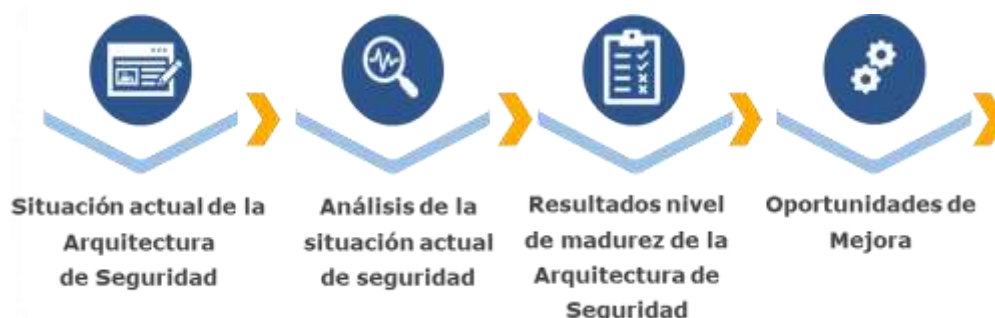 Situación actual de la
Arquitectura
de Seguridad
Análisis de la
situación actual
de seguridad
Resultados nivel
de madurez de la
Arquitectura de
Seguridad
Oportunidades de
Mejora